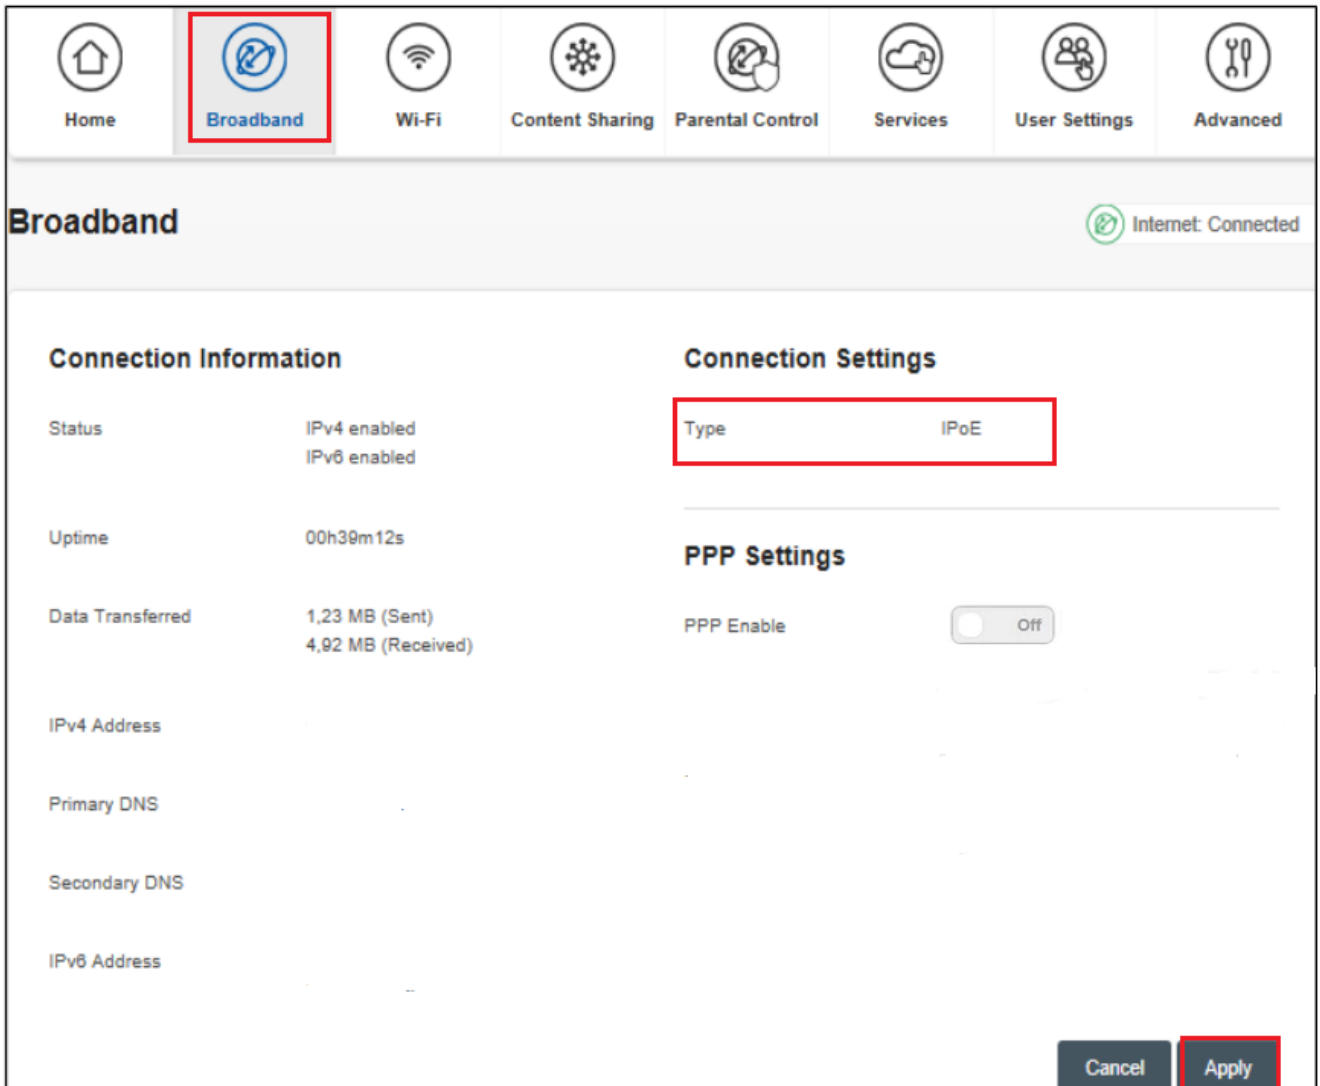 Home
Broadband
Wi-Fi
Content Sharing
Parental Control
Services
User Settings
Advanced
Broadband
Internet: Connected
Connection Information
Status
IPv4 enabled
IPv6 enabled
Uptime
00h39m12s
Data Transferred
1,23 MB (Sent)
4,92 MB (Received)
IPv4 Address
Primary DNS
Secondary DNS
IPv6 Address
Connection Settings
Type
IPoE
PPP Settings
PPP Enable
Off
Cancel
Apply